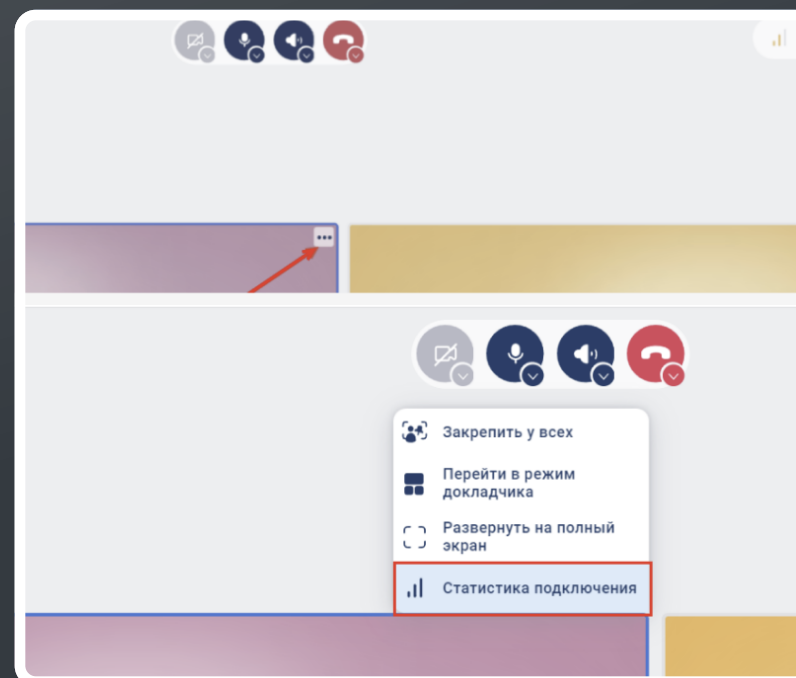 Закрепить у всех
Перейти в режим
докладчика
Развернуть на полный
экран
Статистика подключения